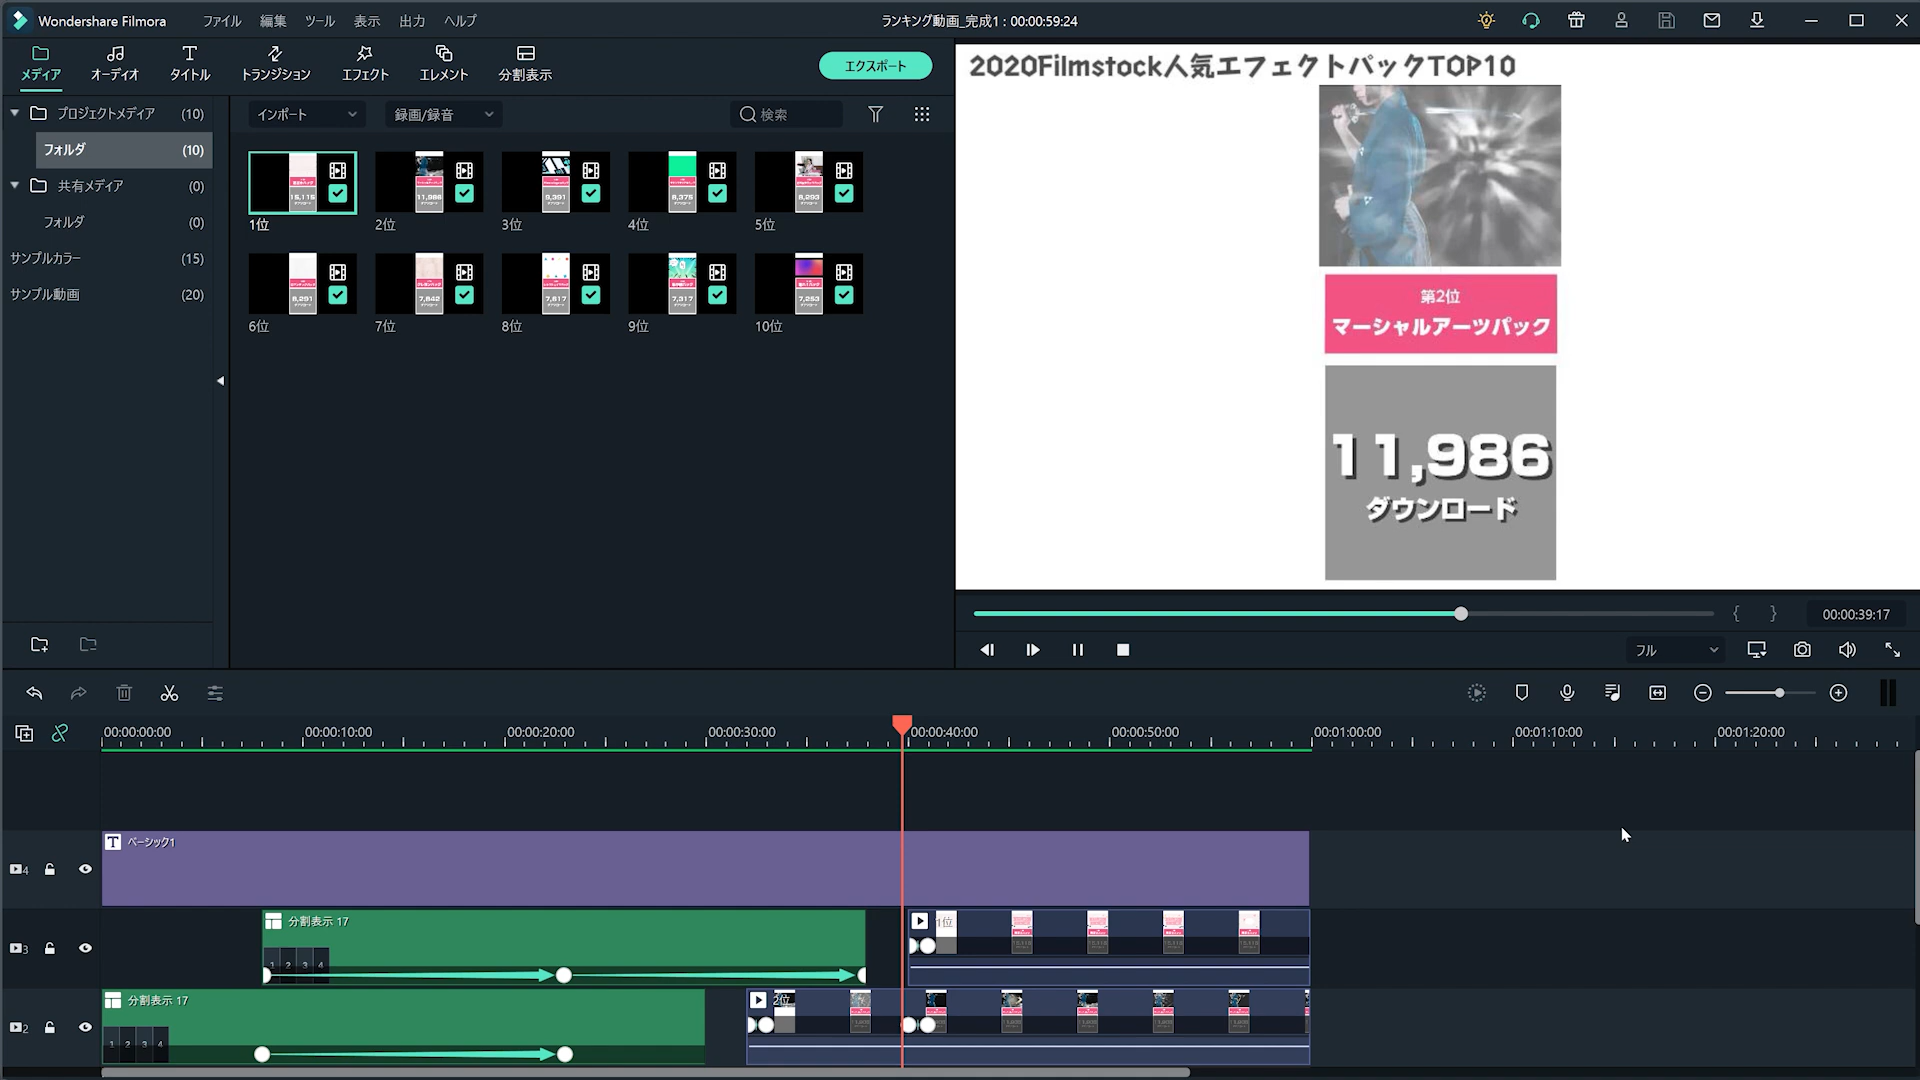 Wondershare Filmora
ファイル 編集 ツール 表示 出力 ヘルプ
ランキング動画_完成1 : 00:00:59:24
メディア オーディオ タイトル トランジション エフェクト エレメント 分割表示
エクスポート
プロジェクトメディア (10)
フォルダ (10)
共有メディア (0)
フォルダ (0)
サンプルカラー (15)
サンプル動画 (20)
インポート
録画/録音
検索
1位 2位 3位 4位 5位
6位 7位 8位 9位 10位
2020Filmstock人気エフェクトパックTOP10
第2位
マーシャルアーツパック
11,986
ダウンロード
{ }
00:00:39:17
フル
00:00:00:00 00:00:10:00 00:00:20:00 00:00:30:00 00:00:40:00 00:00:50:00 00:01:00:00 00:01:10:00 00:01:20:00
4
ベーシック1
3
分割表示 17
1 2 3 4
1位
2
分割表示 17
1 2 3 4
2位